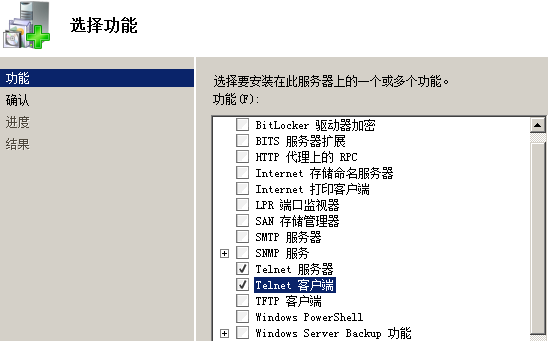 选择功能
功能
确认
进度
结果
选择要安装在此服务器上的一个或多个功能。
功能(F):
BitLocker 驱动器加密
BITS 服务器扩展
HTTP 代理上的 RPC
Internet 存储命名服务器
Internet 打印客户端
LPR 端口监视器
SAN 存储管理器
SMTP 服务器
SNMP 服务
Telnet 服务器
Telnet 客户端
TFTP 客户端
Windows PowerShell
Windows Server Backup 功能